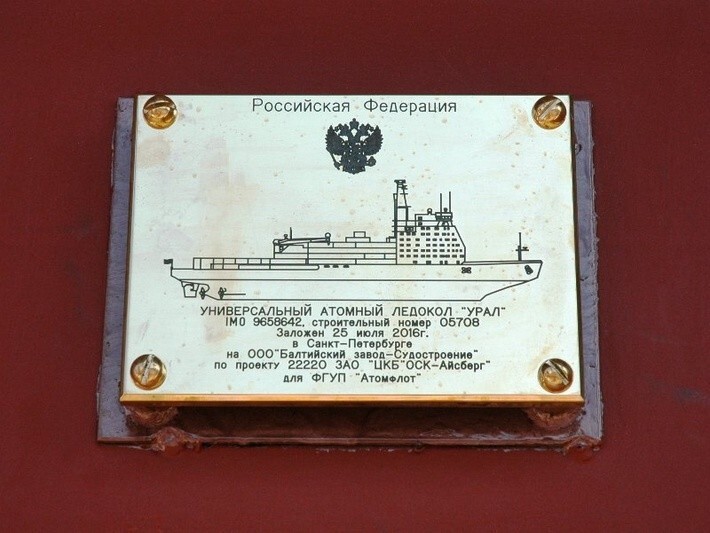 Российская Федерация
УНИВЕРСАЛЬНЫЙ АТОМНЫЙ ЛЕДОКОЛ "УРАЛ"
IMO 9658642, строительный номер 05708
Заложен 25 июля 2016г.
в Санкт-Петербурге
на ООО"Балтийский завод-Судостроение"
по проекту 22220 ЗАО "ЦКБ"ОСК-Айсберг"
для ФГУП "Атомфлот"